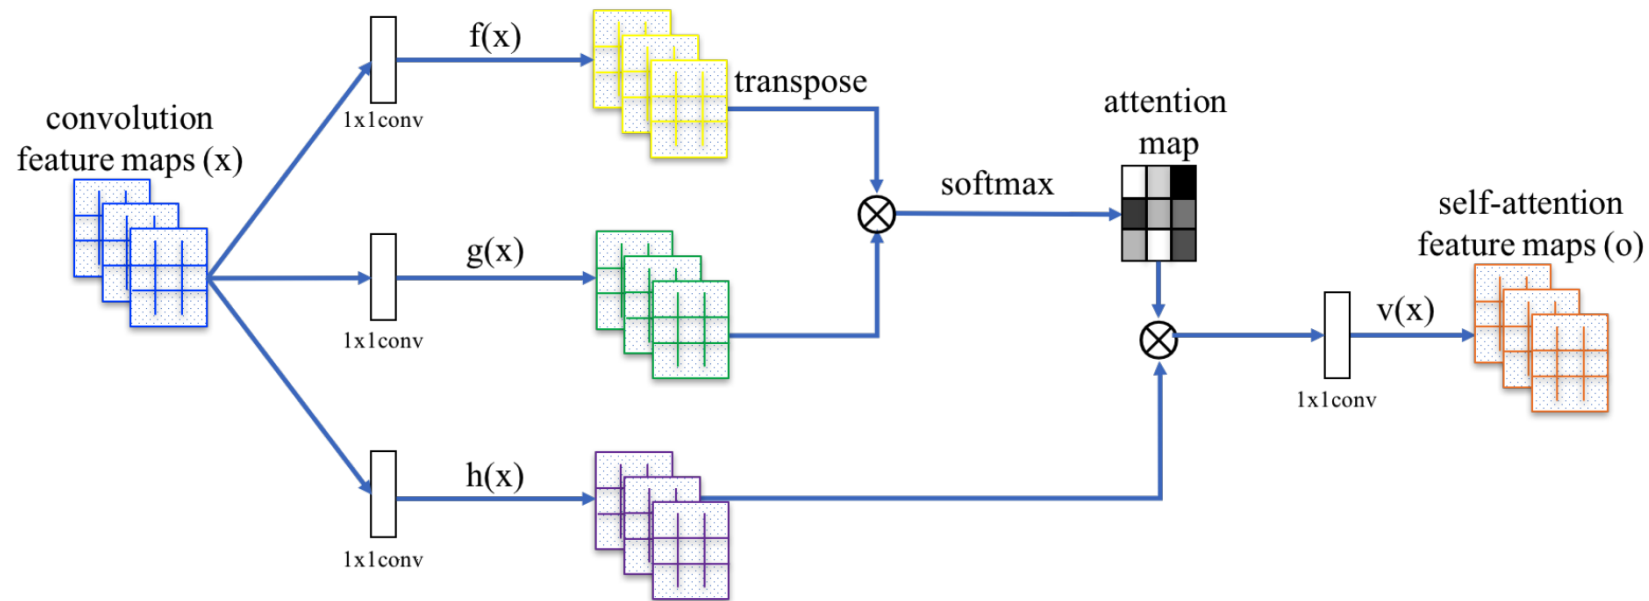 convolution
feature maps (x)
1x1conv
f(x)
transpose
1x1conv
g(x)
1x1conv
h(x)
softmax
attention
map
1x1conv
v(x)
self-attention
feature maps (o)